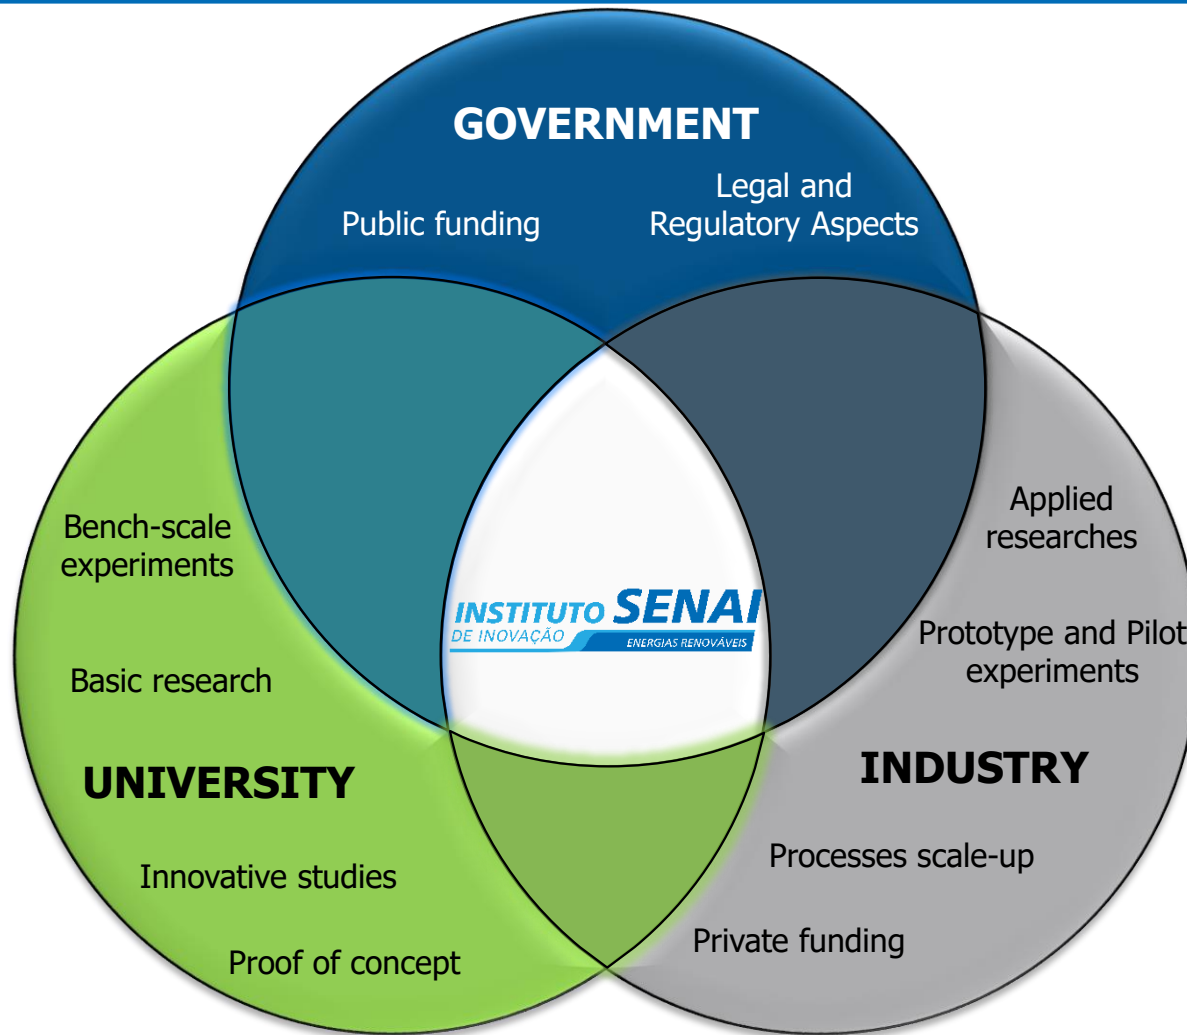 GOVERNMENT
Public funding
Legal and
Regulatory Aspects
Bench-scale
experiments
Basic research
UNIVERSITY
Innovative studies
Proof of concept
INSTITUTO SENAI
DE INOVAÇÃO
ENERGIAS RENOVÁVEIS
Applied
researches
Prototype and Pilot
experiments
INDUSTRY
Processes scale-up
Private funding